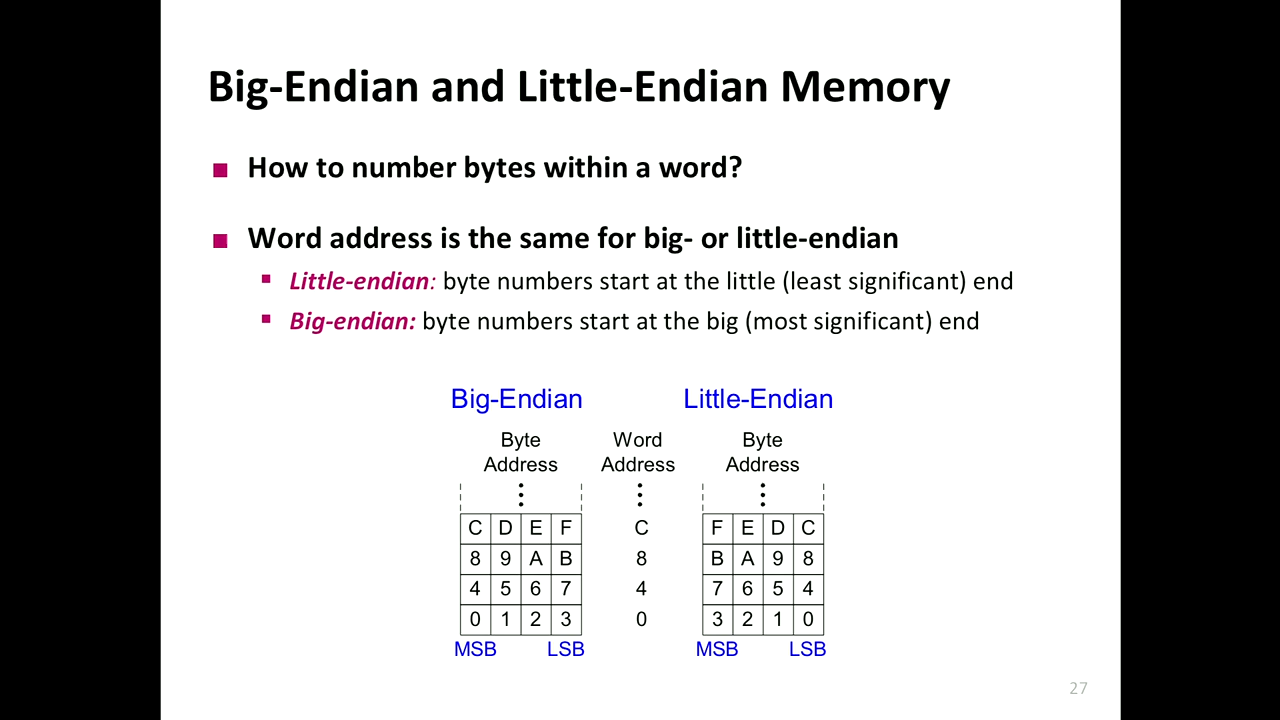 Big-Endian and Little-Endian Memory
How to number bytes within a word?
Word address is the same for big- or little-endian
Little-endian: byte numbers start at the little (least significant) end
Big-endian: byte numbers start at the big (most significant) end
Big-Endian Little-Endian
Byte Word Byte
Address Address Address
C D E F C F E D C
8 9 A B 8 B A 9 8
4 5 6 7 4 7 6 5 4
0 1 2 3 0 3 2 1 0
MSB LSB MSB LSB
27